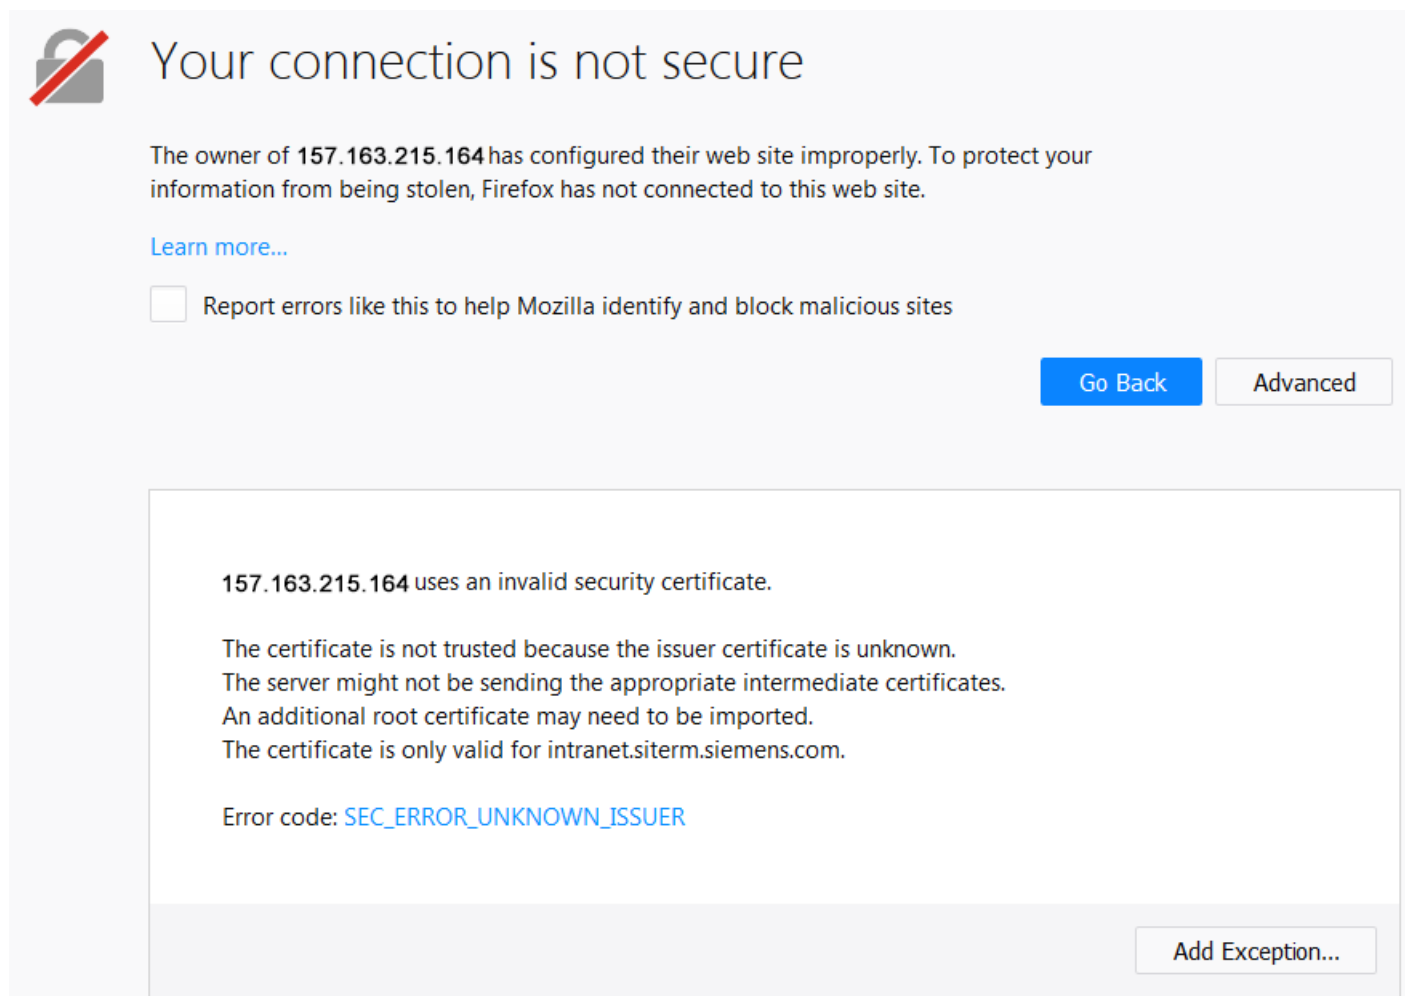 Your connection is not secure
The owner of 157.163.215.164 has configured their web site improperly. To protect your
information from being stolen, Firefox has not connected to this web site.
Learn more...
Report errors like this to help Mozilla identify and block malicious sites
Go Back
Advanced
157.163.215.164 uses an invalid security certificate.
The certificate is not trusted because the issuer certificate is unknown.
The server might not be sending the appropriate intermediate certificates.
An additional root certificate may need to be imported.
The certificate is only valid for intranet.siterm.siemens.com.
Error code: SEC_ERROR_UNKNOWN_ISSUER
Add Exception...